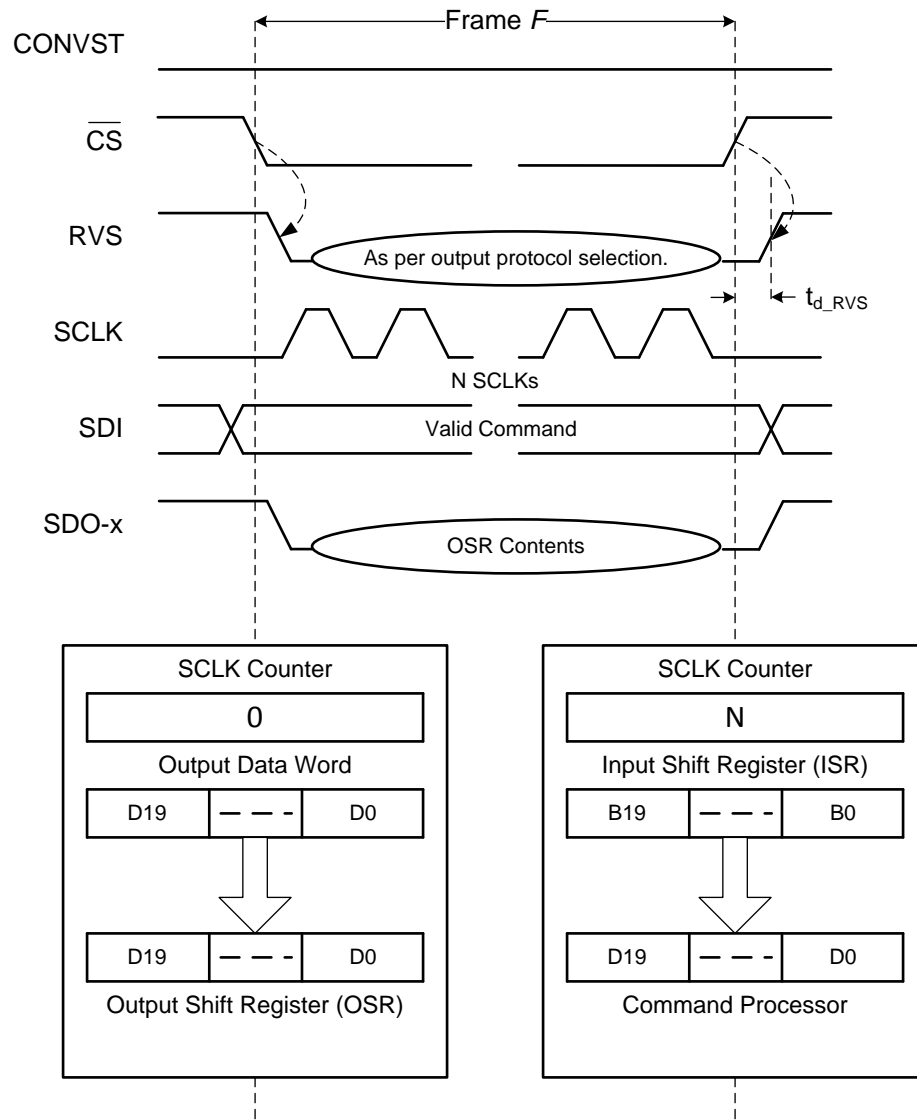 Frame F
CONVST
CS
RVS
As per output protocol selection.
td_RVS
SCLK
N SCLKs
SDI
Valid Command
SDO-x
OSR Contents
SCLK Counter
0
Output Data Word
D19 D0
D19 D0
Output Shift Register (OSR)
SCLK Counter
N
Input Shift Register (ISR)
B19 B0
D19 D0
Command Processor